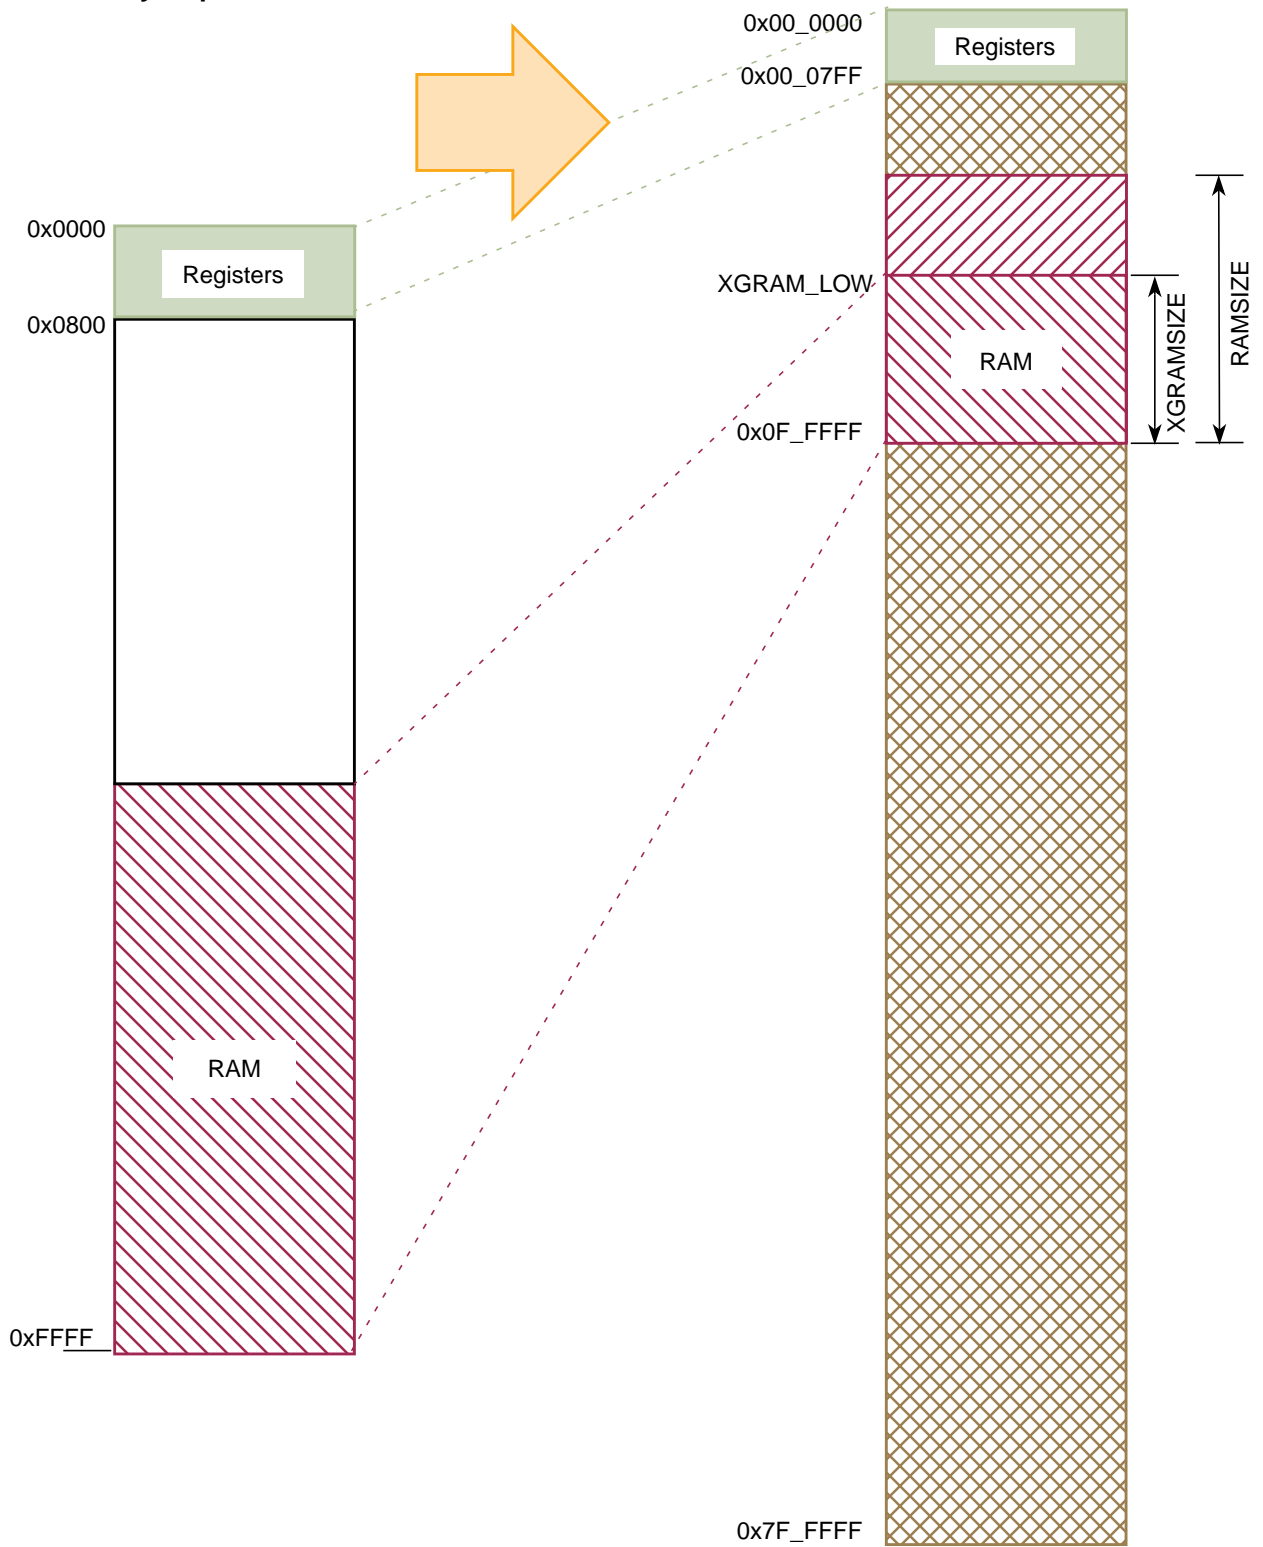 0x00_0000
Registers
0x00_07FF
0x0000
Registers
0x0800
XGRAM_LOW
RAM
XGRAMSIZE
RAMSIZE
0x0F_FFFF
RAM
0xFFFF
0x7F_FFFF